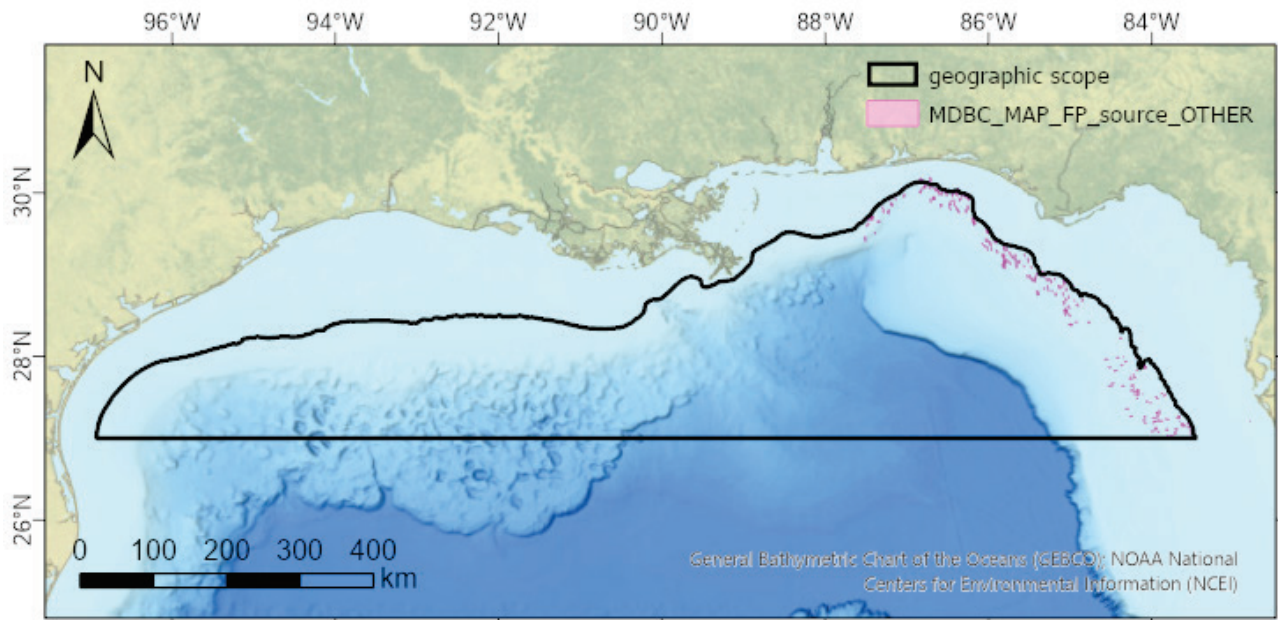 96°W 94°W 92°W 90°W 88°W 86°W 84°W
N
geographic scope
MDBC_MAP_FP_source_OTHER
30°N
28°N
26°N
0 100 200 300 400
km
General Bathymetric Chart of the Oceans (GEBCO); NOAA National
Centers for Environmental Information (NCEI)